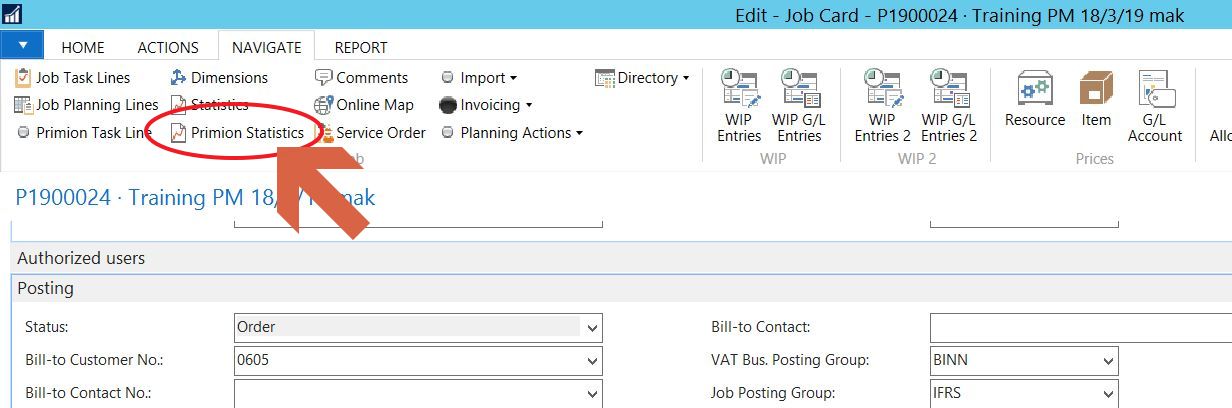 Edit - Job Card - P1900024 · Training PM 18/3/19 mak
HOME ACTIONS NAVIGATE REPORT
Job Task Lines Dimensions Comments Import Directory
Job Planning Lines Statistics Online Map Invoicing
Primion Task Line Primion Statistics Service Order Planning Actions
WIP Entries WIP G/L Entries WIP Entries 2 WIP G/L Entries 2 Resource Item G/L Account
WIP WIP 2 Prices
P1900024 · Training PM 18/ mak
Authorized users
Posting
Status: Order Bill-to Contact:
Bill-to Customer No.: 0605 VAT Bus. Posting Group: BINN
Bill-to Contact No.: Job Posting Group: IFRS